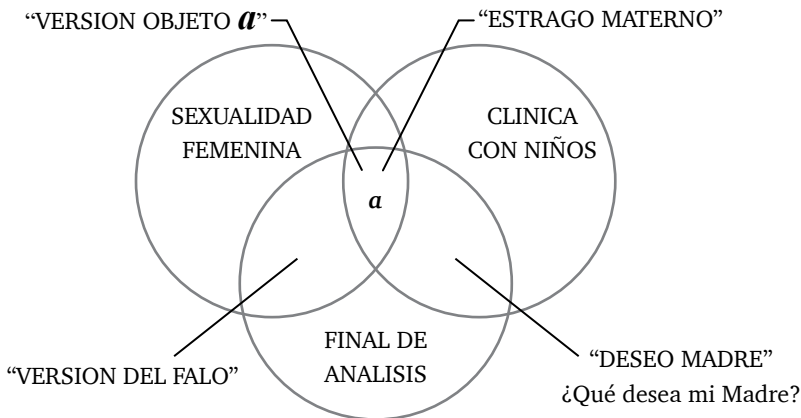 “VERSION OBJETO a”
“ESTRAGO MATERNO”
SEXUALIDAD
FEMENINA
CLINICA
CON NIÑOS
a
FINAL DE
ANALISIS
“VERSION DEL FALO”
“DESEO MADRE”
¿Qué desea mi Madre?